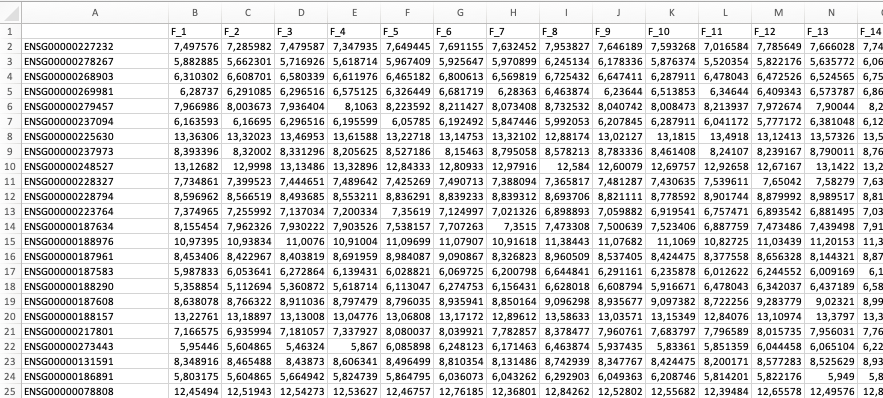 A B C D E F G H I J K L M N
1 F_1 F_2 F_3 F_4 F_5 F_6 F_7 F_8 F_9 F_10 F_11 F_12 F_13 F_14
2 ENSG00000227232 7,497576 7,285982 7,479587 7,347935 7,649445 7,691155 7,632452 7,953827 7,646189 7,593268 7,016584 7,785649 7,666028 7,74
3 ENSG00000278267 5,882885 5,662301 5,716926 5,618714 5,967409 5,925647 5,970899 6,245134 6,178336 5,876374 5,520354 5,822176 5,635772 6,06
4 ENSG00000268903 6,310302 6,608701 6,580339 6,611976 6,465182 6,800613 6,569819 6,725432 6,647411 6,287911 6,478043 6,472526 6,524565 6,75
5 ENSG00000269981 6,28737 6,291085 6,296516 6,575125 6,326449 6,681719 6,28363 6,463874 6,23644 6,513853 6,34644 6,409343 6,573787 6,86
6 ENSG00000279457 7,966986 8,003673 7,936404 8,1063 8,223592 8,211427 8,073408 8,732532 8,040742 8,008473 8,213937 7,972674 7,90044 8,2
7 ENSG00000237094 6,163593 6,16695 6,296516 6,195599 6,05785 6,192492 5,847446 5,992053 6,207845 6,287911 6,041172 5,777172 6,381048 6,12
8 ENSG00000225630 13,36306 13,32023 13,46953 13,61588 13,22718 13,14753 13,32102 12,88174 13,02127 13,1815 13,4918 13,12413 13,57326 13,5
9 ENSG00000237973 8,393396 8,32002 8,331296 8,205625 8,527186 8,15463 8,795058 8,578213 8,783336 8,461408 8,24107 8,239167 8,790011 8,76
10 ENSG00000248527 13,12682 12,9998 13,13486 13,32896 12,84333 12,80933 12,97916 12,584 12,60079 12,69757 12,92658 12,67167 13,1422 13,2
11 ENSG00000228327 7,734861 7,399523 7,444651 7,489642 7,425269 7,490713 7,388094 7,365817 7,481287 7,430635 7,539611 7,65042 7,58279 7,63
12 ENSG00000228794 8,596962 8,566519 8,493685 8,553211 8,836291 8,839233 8,839312 8,693706 8,821111 8,778592 8,901744 8,879992 8,989517 8,81
13 ENSG00000223764 7,374965 7,255992 7,137034 7,200334 7,35619 7,124997 7,021326 6,898893 7,059882 6,919541 6,757471 6,893542 6,881495 7,03
14 ENSG00000187634 8,155454 7,962326 7,930222 7,903526 7,538157 7,707263 7,3515 7,473308 7,500639 7,523406 6,887759 7,473486 7,439498 7,91
15 ENSG00000188976 10,97395 10,93834 11,0076 10,91004 11,09699 11,07907 10,91618 11,38443 11,07682 11,1069 10,82725 11,03439 11,20153 11,3
16 ENSG00000187961 8,453406 8,422967 8,403819 8,691959 8,984087 9,090867 8,326823 8,960509 8,537405 8,424475 8,377558 8,656328 8,144321 8,87
17 ENSG00000187583 5,987833 6,053641 6,272864 6,139431 6,028821 6,069725 6,200798 6,644841 6,291161 6,235878 6,012622 6,244552 6,009169 6,1
18 ENSG00000188290 5,358854 5,112694 5,360872 5,618714 6,113047 6,274753 6,156431 6,628018 6,608794 5,916671 6,478043 6,342037 6,437189 6,58
19 ENSG00000187608 8,638078 8,766322 8,911036 8,797479 8,796035 8,935941 8,850164 9,096298 8,935677 9,097382 8,722256 9,283779 9,02321 8,99
20 ENSG00000188157 13,22761 13,18897 13,13008 13,04776 13,06808 13,17172 12,89612 13,58633 13,03571 13,15349 12,84076 13,10974 13,3797 13,3
21 ENSG00000217801 7,166575 6,935994 7,181057 7,337927 8,080037 8,039921 7,782857 8,378477 7,960761 7,683797 7,796589 8,015735 7,956031 7,76
22 ENSG00000273443 5,95446 5,604865 5,46324 5,867 6,085898 6,248123 6,171463 6,463874 5,937435 5,83361 5,851359 6,044458 6,065104 6,22
23 ENSG00000131591 8,348916 8,465488 8,43873 8,606341 8,496499 8,810354 8,131486 8,742939 8,347767 8,424475 8,200171 8,577283 8,525629 8,93
24 ENSG00000186891 5,803175 5,604865 5,664942 5,824739 5,864795 6,036073 6,043262 6,292903 6,049363 6,208746 5,814201 5,822176 5,949 5,8
25 ENSG00000078808 12,45494 12,51943 12,54273 12,53627 12,46757 12,76185 12,36801 12,84262 12,52802 12,55682 12,39484 12,65578 12,49576 12,8